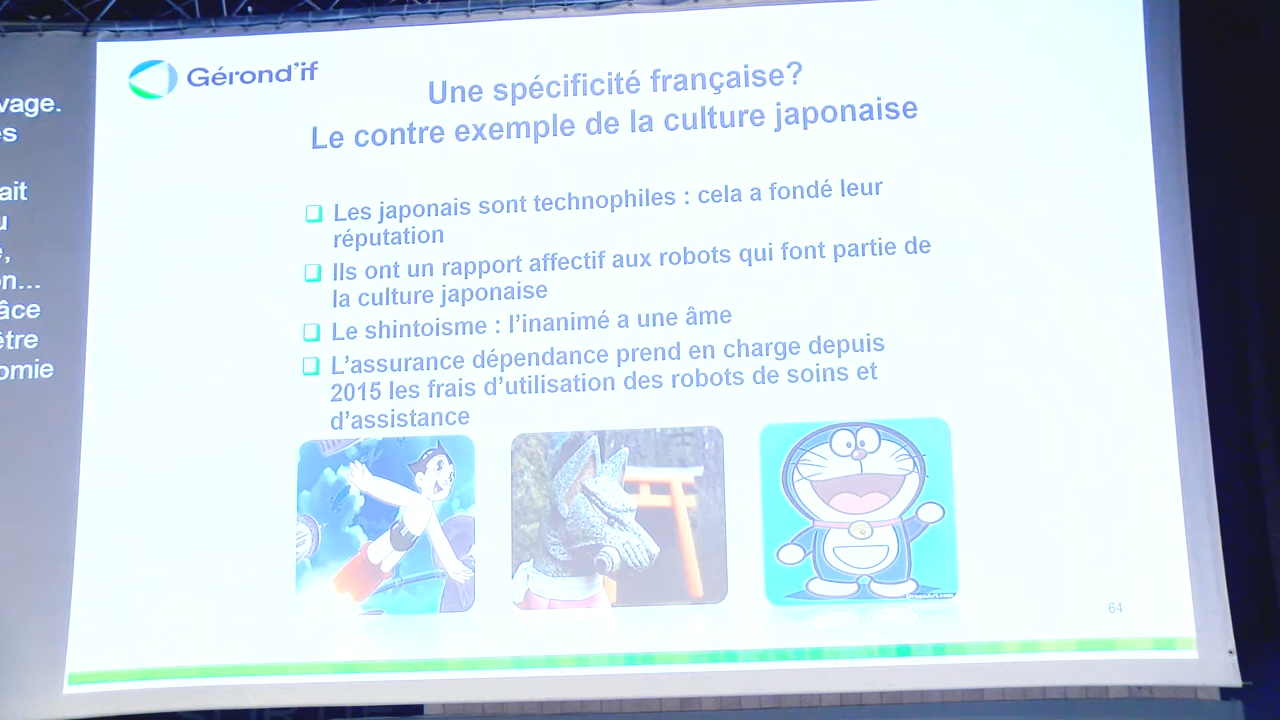 vage.
es
ait
u
e,
on...
âce
être
omie
Gérond'if
Une spécificité française?
Le contre exemple de la culture japonaise
Les japonais sont technophiles : cela a fondé leur
réputation
Ils ont un rapport affectif aux robots qui font partie de
la culture japonaise
Le shintoisme : l'inanimé a une âme
L'assurance dépendance prend en charge depuis
2015 les frais d'utilisation des robots de soins et
d'assistance
64